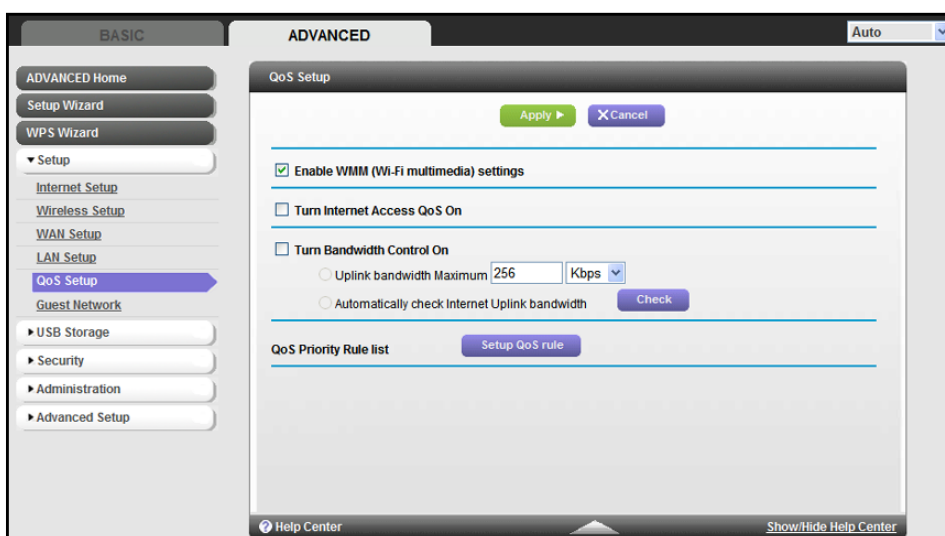 BASIC
ADVANCED
Auto
ADVANCED Home
Setup Wizard
WPS Wizard
Setup
Internet Setup
Wireless Setup
WAN Setup
LAN Setup
QoS Setup
Guest Network
USB Storage
Security
Administration
Advanced Setup
QoS Setup
Apply
X Cancel
Enable WMM (Wi-Fi multimedia) settings
Turn Internet Access QoS On
Turn Bandwidth Control On
Uplink bandwidth Maximum 256 Kbps
Automatically check Internet Uplink bandwidth Check
QoS Priority Rule list Setup QoS rule
? Help Center Show/Hide Help Center